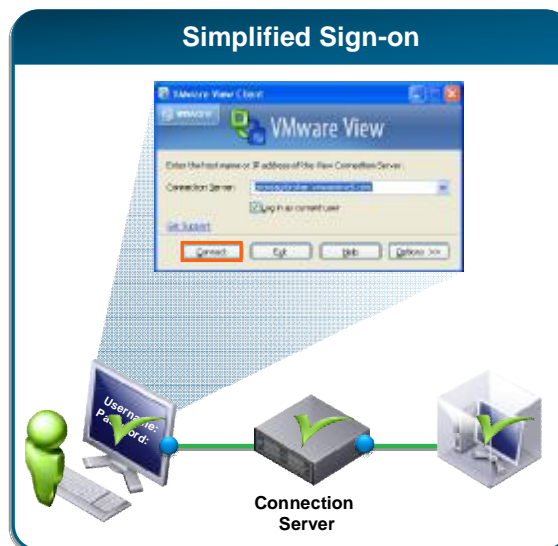 Simplified Sign-on
VMware View Client
vmware
VMware View
Enter the host name or IP address of the View Connection Server.
Connection Server:
Log in as current user
Get Support
Connect Exit Help Options >>
Username:
Password:
Connection
Server